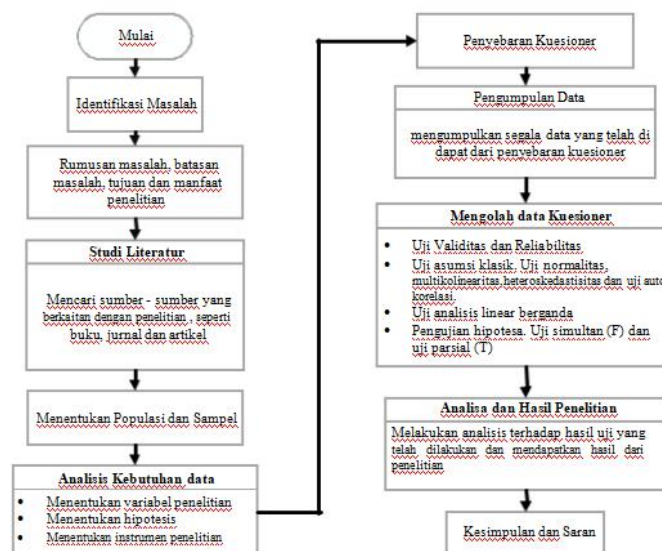 Mulai
Identifikasi Masalah
Rumusan masalah, batasan
masalah, tujuan dan manfaat
penelitian
Studi Literatur
Mencari sumber - sumber yang
berkaitan dengan penelitian , seperti
buku, jurnal dan artikel
Menentukan Populasi dan Sampel
Analisis Kebutuhan data
• Menentukan variabel penelitian
• Menentukan hipotesis
• Menentukan instrumen penelitian
Penyebaran Kuesioner
Pengumpulan Data
mengumpulkan segala data yang telah di
dapat dari penyebaran kuesioner
Mengolah data Kuesioner
• Uji Validitas dan Reliabilitas
• Uji asumsi klasik. Uji normalitas,
multikolinearitas,heteroskedastisitas dan uji auto
korelasi.
• Uji analisis linear berganda
• Pengujian hipotesa. Uji simultan (F) dan
uji parsial (T)
Analisa dan Hasil Penelitian
Melakukan analisis terhadap hasil uji yang
telah dilakukan dan mendapatkan hasil dari
penelitian
Kesimpulan dan Saran